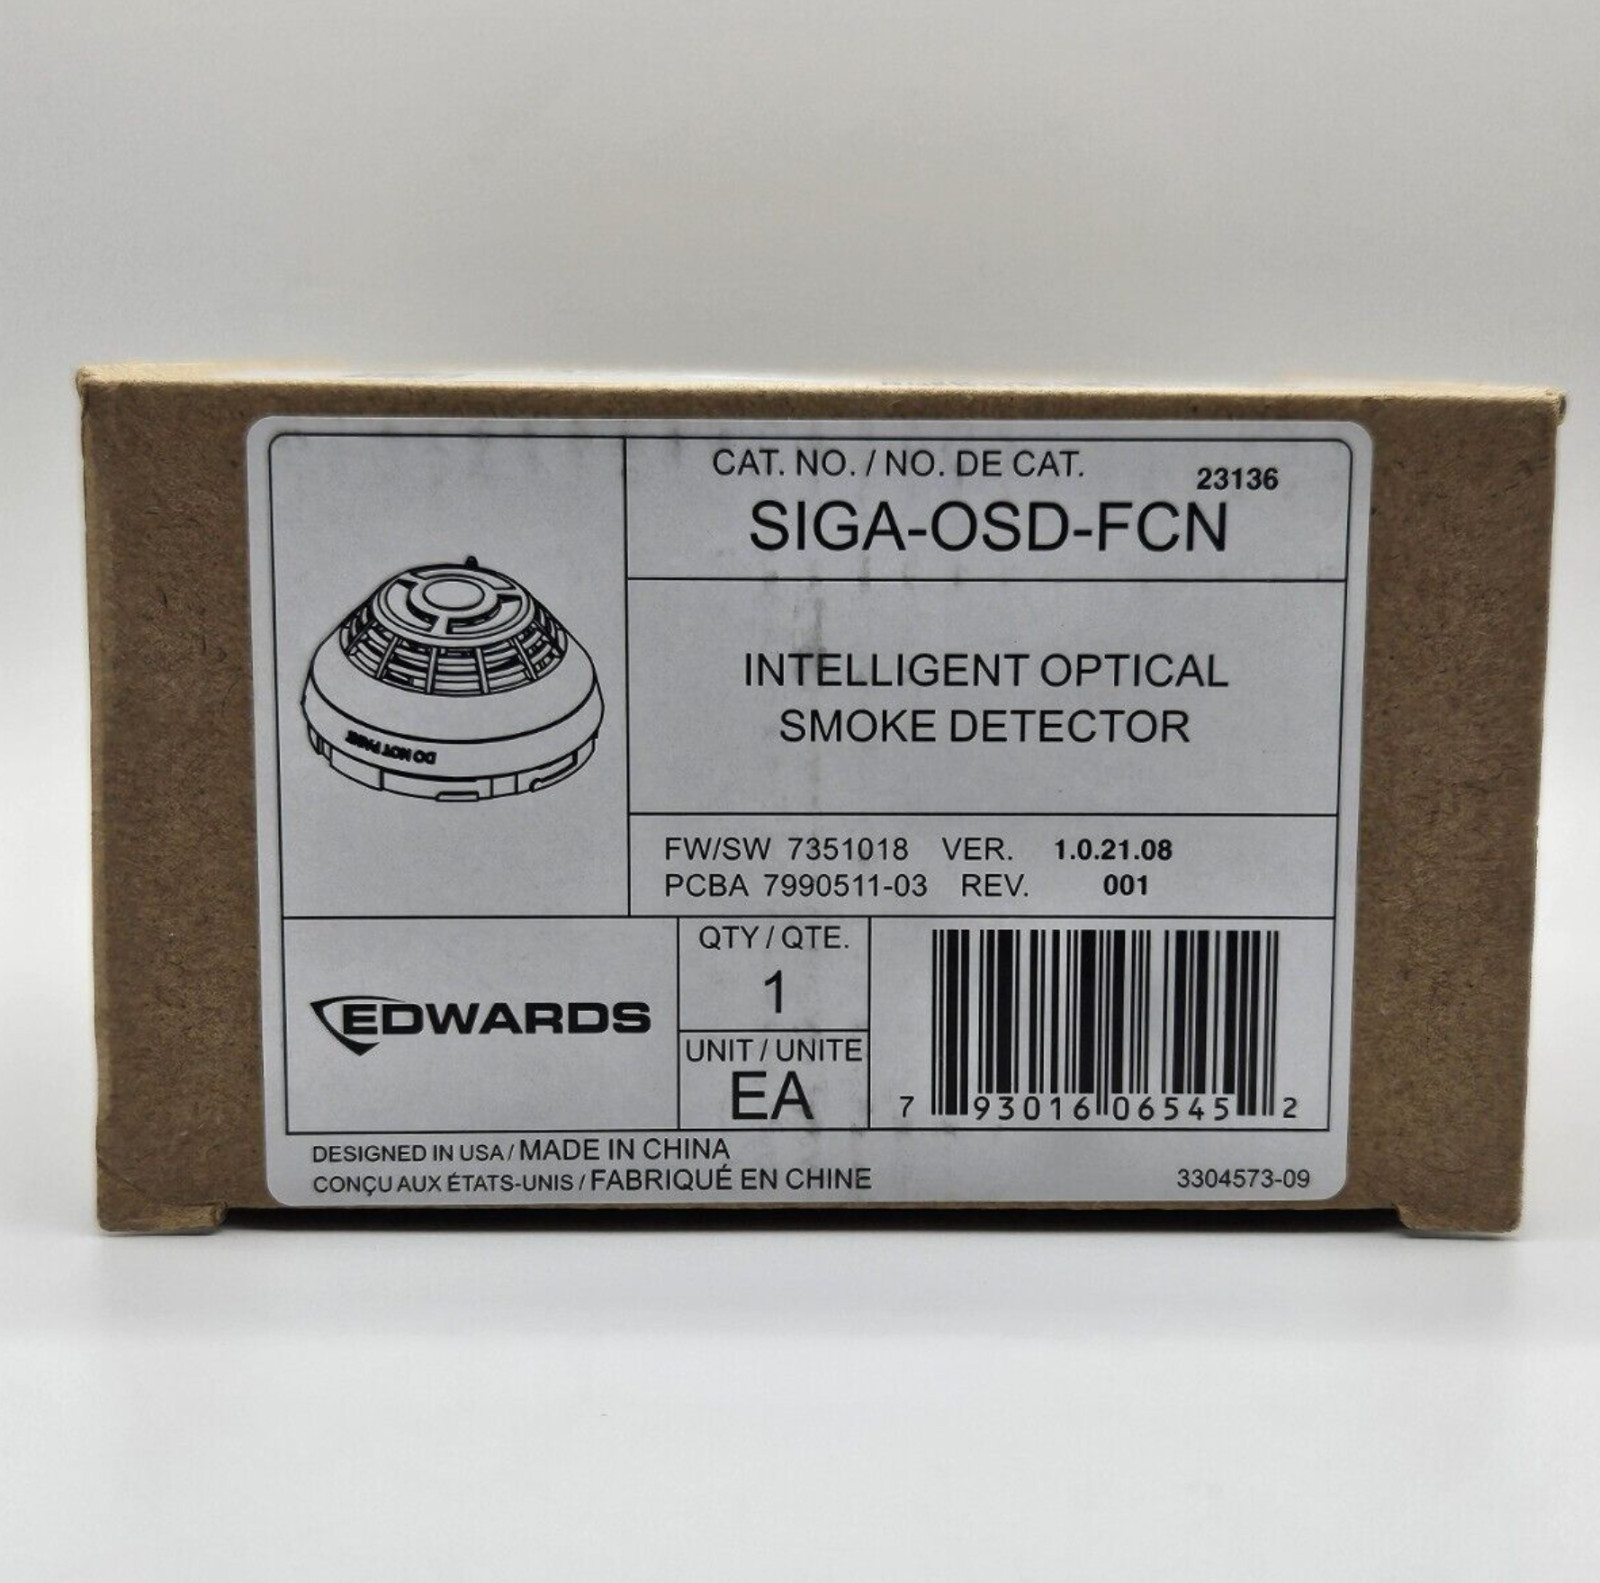 CAT. NO. / NO. DE CAT.
23136
SIGA-OSD-FCN
INTELLIGENT OPTICAL
SMOKE DETECTOR
DO NOT PAINT
FW/SW 7351018 VER. 1.0.21.08
PCBA 7990511-03 REV. 001
EDWARDS
QTY / QTE.
1
UNIT / UNITE
EA
7 93016 06545 2
DESIGNED IN USA / MADE IN CHINA
CONÇU AUX ÉTATS-UNIS / FABRIQUÉ EN CHINE
3304573-09